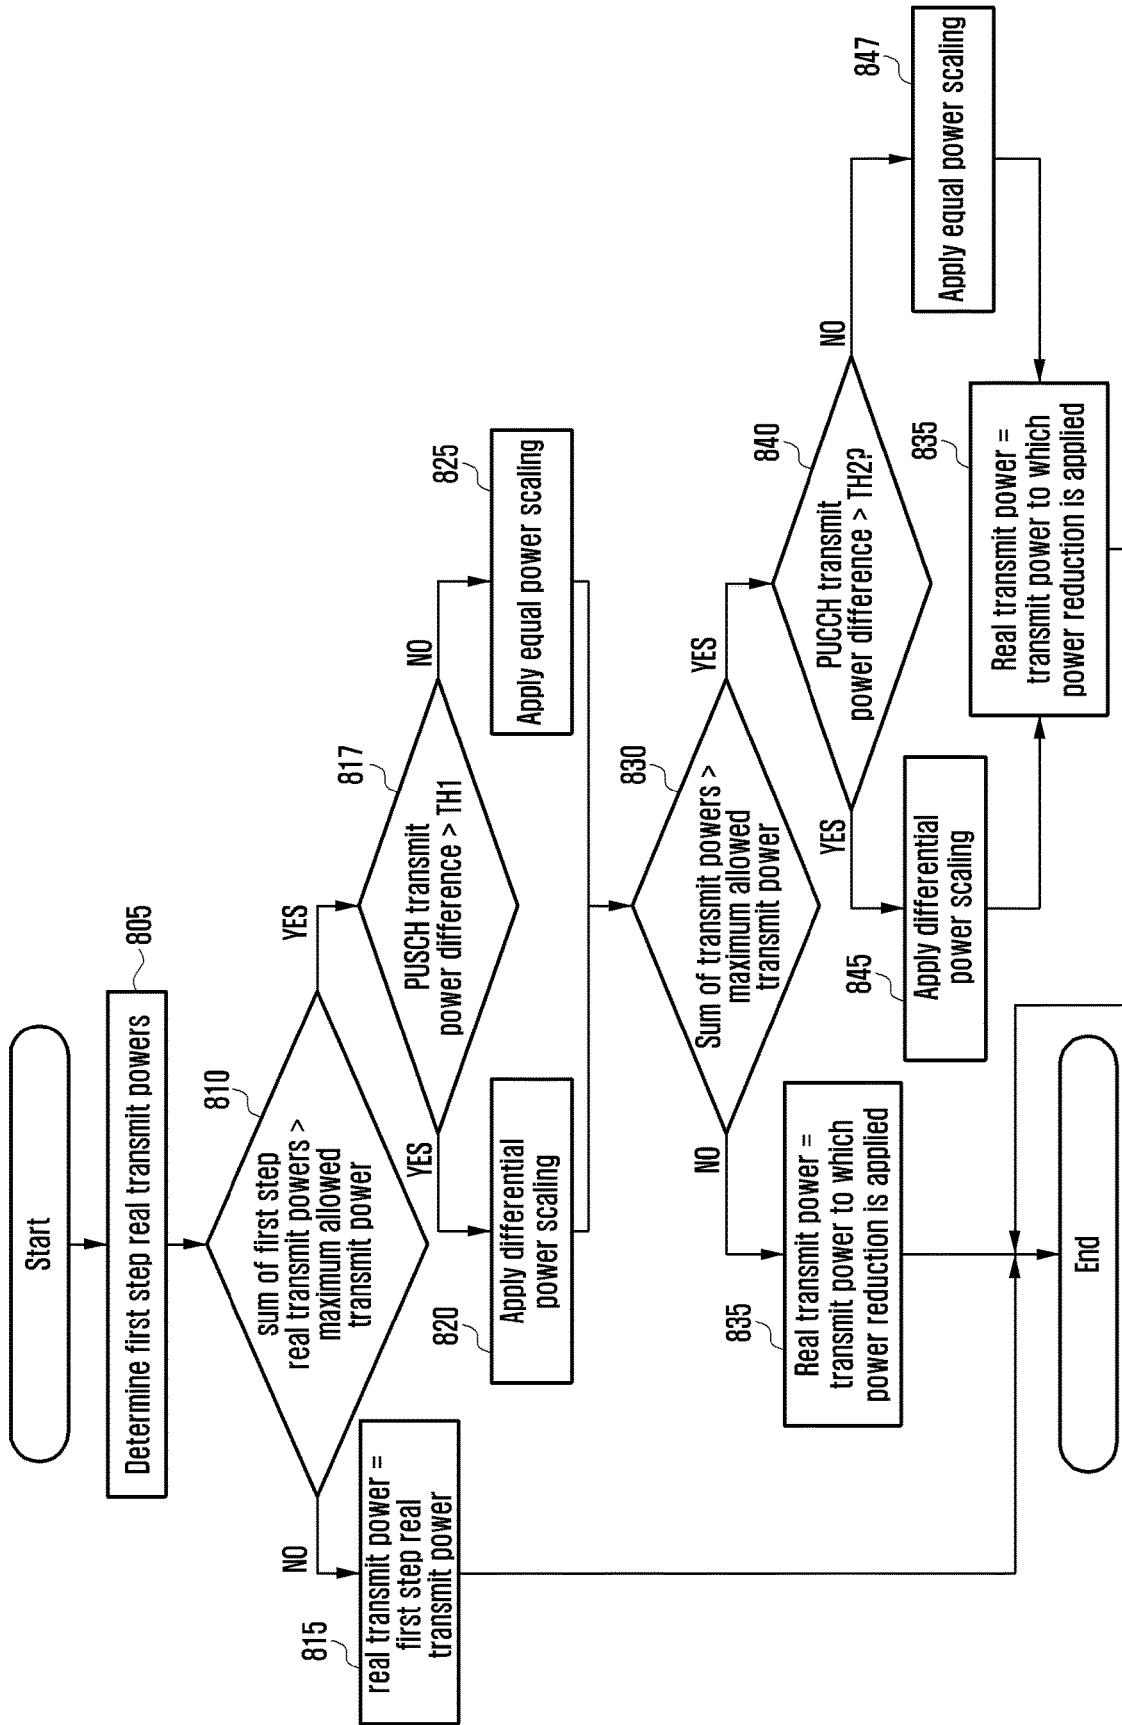 Start
805
Determine first step real transmit powers
810
sum of first step
real transmit powers >
maximum allowed
transmit power
NO
YES
815
real transmit power =
first step real
transmit power
817
PUSCH transmit
power difference > TH1
YES
NO
820
Apply differential
power scaling
825
Apply equal power scaling
830
Sum of transmit powers >
maximum allowed
transmit power
NO
YES
835
Real transmit power =
transmit power to which
power reduction is applied
840
PUCCH transmit
power difference > TH2?
YES
NO
845
Apply differential
power scaling
847
Apply equal power scaling
835
Real transmit power =
transmit power to which
power reduction is applied
End